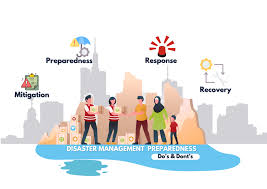 Preparedness
Response
Mitigation
Recovery
DISASTER MANAGEMENT PREPAREDNESS
Do's & Dont's